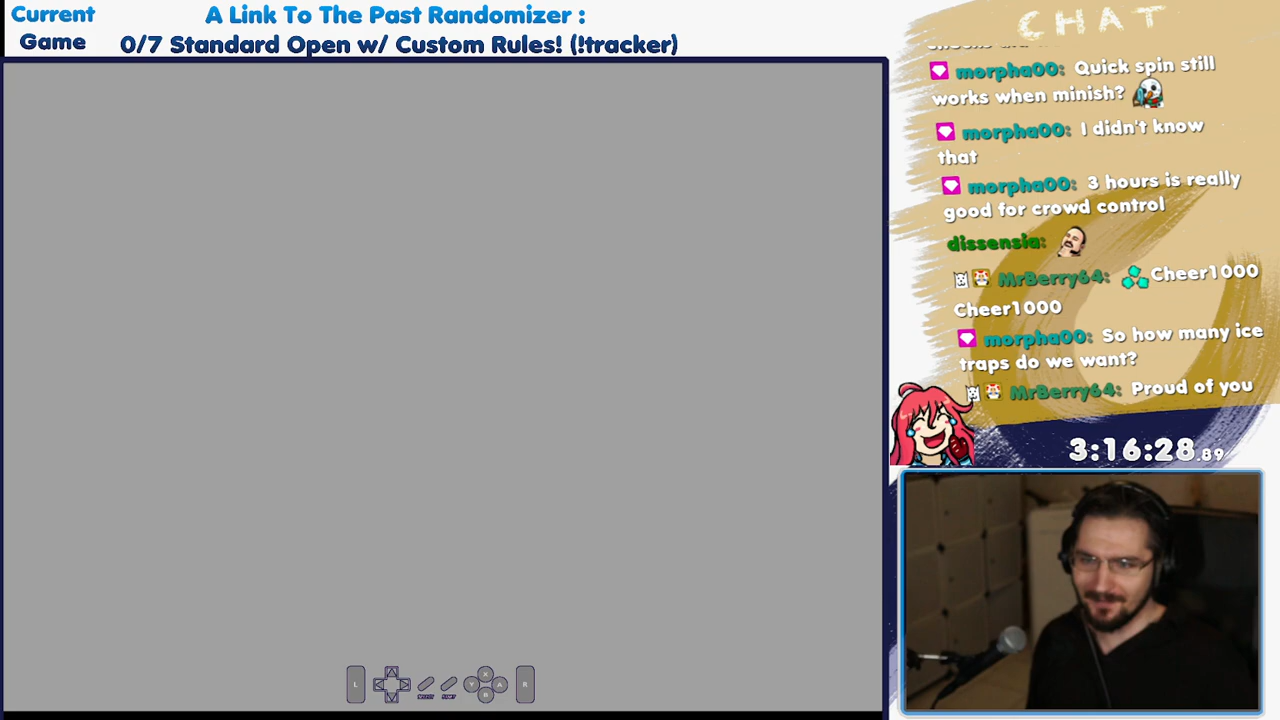 Current
Game
A Link To The Past Randomizer :
0/7 Standard Open w/ Custom Rules! (!tracker)
CHAT
morpha00: Quick spin still
works when minish?
morpha00: I didn't know
that
morpha00: 3 hours is really
good for crowd control
dissensia:
MrBerry64: Cheer1000
Cheer1000
morpha00: So how many ice
traps do we want?
MrBerry64: Proud of you
3:16:28.89
L
X
Y
A
B
R